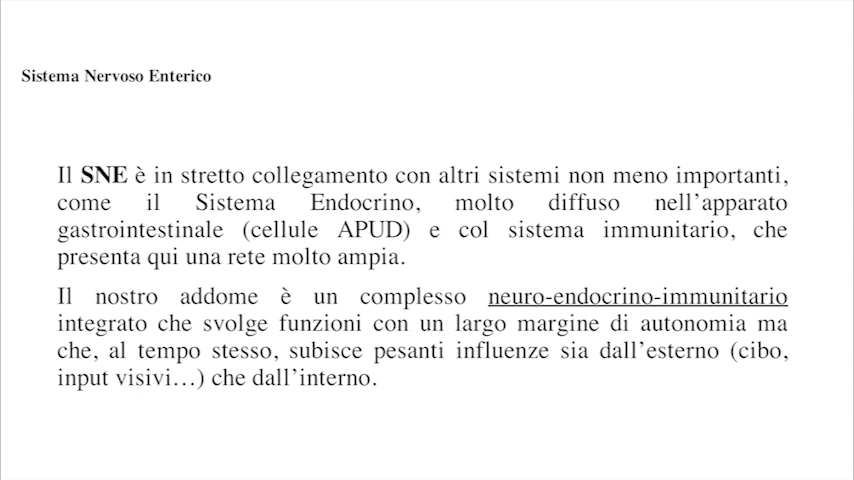 Sistema Nervoso Enterico
Il SNE è in stretto collegamento con altri sistemi non meno importanti,
come il Sistema Endocrino, molto diffuso nell'apparato
gastrointestinale (cellule APUD) e col sistema immunitario, che
presenta qui una rete molto ampia.
Il nostro addome è un complesso neuro-endocrino-immunitario
integrato che svolge funzioni con un largo margine di autonomia ma
che, al tempo stesso, subisce pesanti influenze sia dall'esterno (cibo,
input visivi…) che dall'interno.